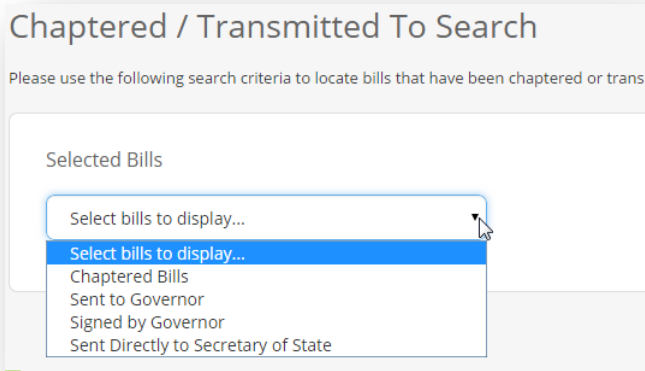 Chaptered / Transmitted To Search
Please use the following search criteria to locate bills that have been chaptered or trans
Selected Bills
Select bills to display...
Select bills to display...
Chaptered Bills
Sent to Governor
Signed by Governor
Sent Directly to Secretary of State